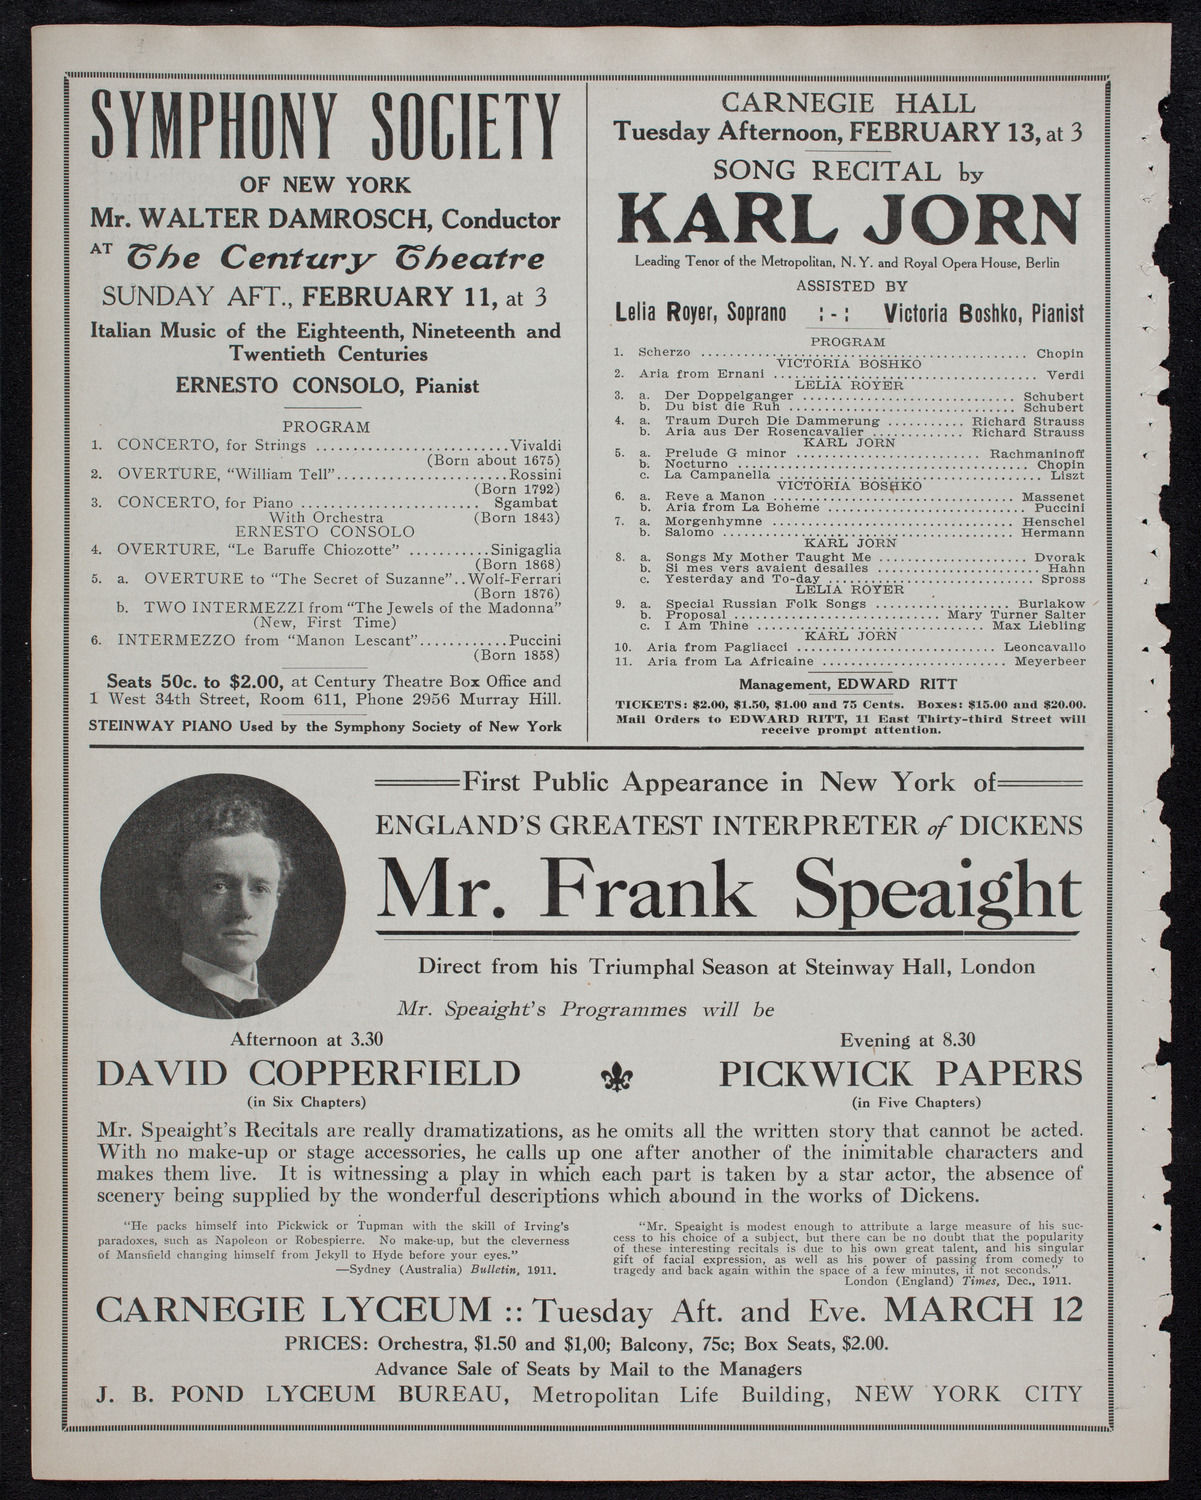 SYMPHONY SOCIETY
OF NEW YORK
Mr. WALTER DAMROSCH, Conductor
AT The Century Theatre
SUNDAY AFT., FEBRUARY 11, at 3
Italian Music of the Eighteenth, Nineteenth and
Twentieth Centuries
ERNESTO CONSOLO, Pianist
PROGRAM
1. CONCERTO, for Strings ........................Vivaldi
(Born about 1675)
2. OVERTURE, “William Tell”......................Rossini
(Born 1792)
3. CONCERTO, for Piano ....................... Sgambat
With Orchestra (Born 1843)
ERNESTO CONSOLO
4. OVERTURE, “Le Baruffe Chiozotte” ...........Sinigaglia
(Born 1868)
5. a. OVERTURE to “The Secret of Suzanne”..Wolf-Ferrari
(Born 1876)
b. TWO INTERMEZZI from “The Jewels of the Madonna”
(New, First Time)
6. INTERMEZZO from “Manon Lescant”...........Puccini
(Born 1858)
Seats 50c. to $2.00, at Century Theatre Box Office and
1 West 34th Street, Room 611, Phone 2956 Murray Hill.
STEINWAY PIANO Used by the Symphony Society of New York
CARNEGIE HALL
Tuesday Afternoon, FEBRUARY 13, at 3
SONG RECITAL by
KARL JORN
Leading Tenor of the Metropolitan, N. Y. and Royal Opera House, Berlin
ASSISTED BY
Lelia Royer, Soprano :-: Victoria Boshko, Pianist
PROGRAM
1. Scherzo ........................................ Chopin
VICTORIA BOSHKO
2. Aria from Ernani ................................ Verdi
LELIA ROYER
3. a. Der Doppelganger ............................ Schubert
b. Du bist die Ruh ............................. Schubert
4. a. Traum Durch Die Dammerung ........... Richard Strauss
b. Aria aus Der Rosencavalier ............ Richard Strauss
KARL JORN
5. a. Prelude G minor .......................... Rachmaninoff
b. Nocturno .................................... Chopin
c. La Campanella ................................ Liszt
VICTORIA BOSHKO
6. a. Reve a Manon ................................ Massenet
b. Aria from La Boheme ......................... Puccini
7. a. Morgenhymne ................................ Henschel
b. Salomo ...................................... Hermann
KARL JORN
8. a. Songs My Mother Taught Me .................... Dvorak
b. Si mes vers avaient desailes .................... Hahn
c. Yesterday and To-day .......................... Spross
LELIA ROYER
9. a. Special Russian Folk Songs .................. Burlakow
b. Proposal ........................ Mary Turner Salter
c. I Am Thine ............................. Max Liebling
KARL JORN
10. Aria from Pagliacci .......................... Leoncavallo
11. Aria from La Africaine ........................ Meyerbeer
Management, EDWARD RITT
TICKETS: $2.00, $1.50, $1.00 and 75 Cents. Boxes: $15.00 and $20.00.
Mail Orders to EDWARD RITT, 11 East Thirty-third Street will
receive prompt attention.
First Public Appearance in New York of
ENGLAND'S GREATEST INTERPRETER of DICKENS
Mr. Frank Speaight
Direct from his Triumphal Season at Steinway Hall, London
Mr. Speaight's Programmes will be
Afternoon at 3.30 Evening at 8.30
DAVID COPPERFIELD PICKWICK PAPERS
(in Six Chapters) (in Five Chapters)
Mr. Speaight's Recitals are really dramatizations, as he omits all the written story that cannot be acted.
With no make-up or stage accessories, he calls up one after another of the inimitable characters and
makes them live. It is witnessing a play in which each part is taken by a star actor, the absence of
scenery being supplied by the wonderful descriptions which abound in the works of Dickens.
“He packs himself into Pickwick or Tupman with the skill of Irving's
paradoxes, such as Napoleon or Robespierre. No make-up, but the cleverness
of Mansfield changing himself from Jekyll to Hyde before your eyes.”
—Sydney (Australia) Bulletin, 1911.
“Mr. Speaight is modest enough to attribute a large measure of his suc-
cess to his choice of a subject, but there can be no doubt that the popularity
of these interesting recitals is due to his own great talent, and his singular
gift of facial expression, as well as his power of passing from comedy to
tragedy and back again within the space of a few minutes, if not seconds.”
London (England) Times, Dec., 1911.
CARNEGIE LYCEUM :: Tuesday Aft. and Eve. MARCH 12
PRICES: Orchestra, $1.50 and $1,00; Balcony, 75c; Box Seats, $2.00.
Advance Sale of Seats by Mail to the Managers
J. B. POND LYCEUM BUREAU, Metropolitan Life Building, NEW YORK CITY